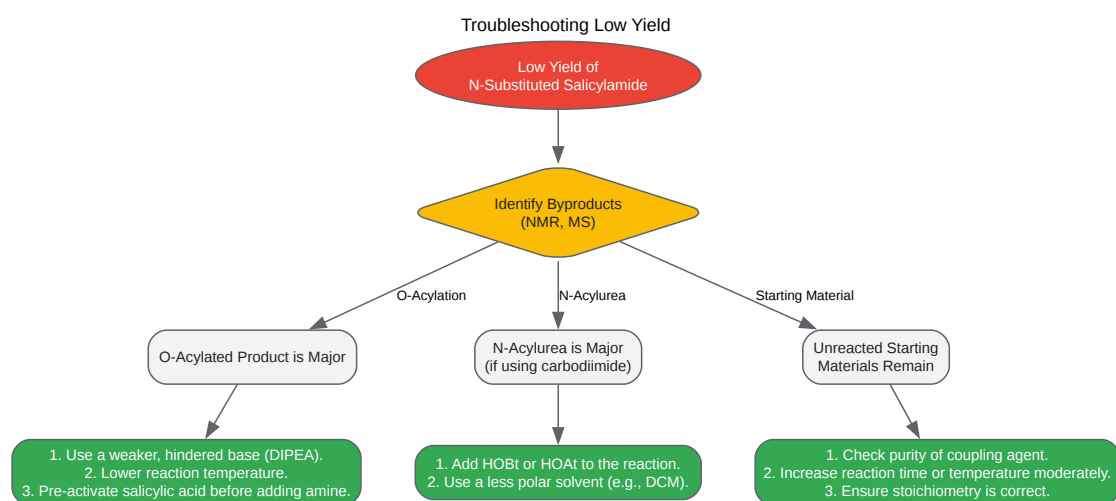 Troubleshooting Low Yield
Low Yield of
N-Substituted Salicylamide
Identify Byproducts
(NMR, MS)
O-Acylation
N-Acylurea
Starting Material
O-Acylated Product is Major
N-Acylurea is Major
(if using carbodiimide)
Unreacted Starting
Materials Remain
1. Use a weaker, hindered base (DIPEA).
2. Lower reaction temperature.
3. Pre-activate salicylic acid before adding amine.
1. Add HOBt or HOAt to the reaction.
2. Use a less polar solvent (e.g., DCM).
1. Check purity of coupling agent.
2. Increase reaction time or temperature moderately.
3. Ensure stoichiometry is correct.